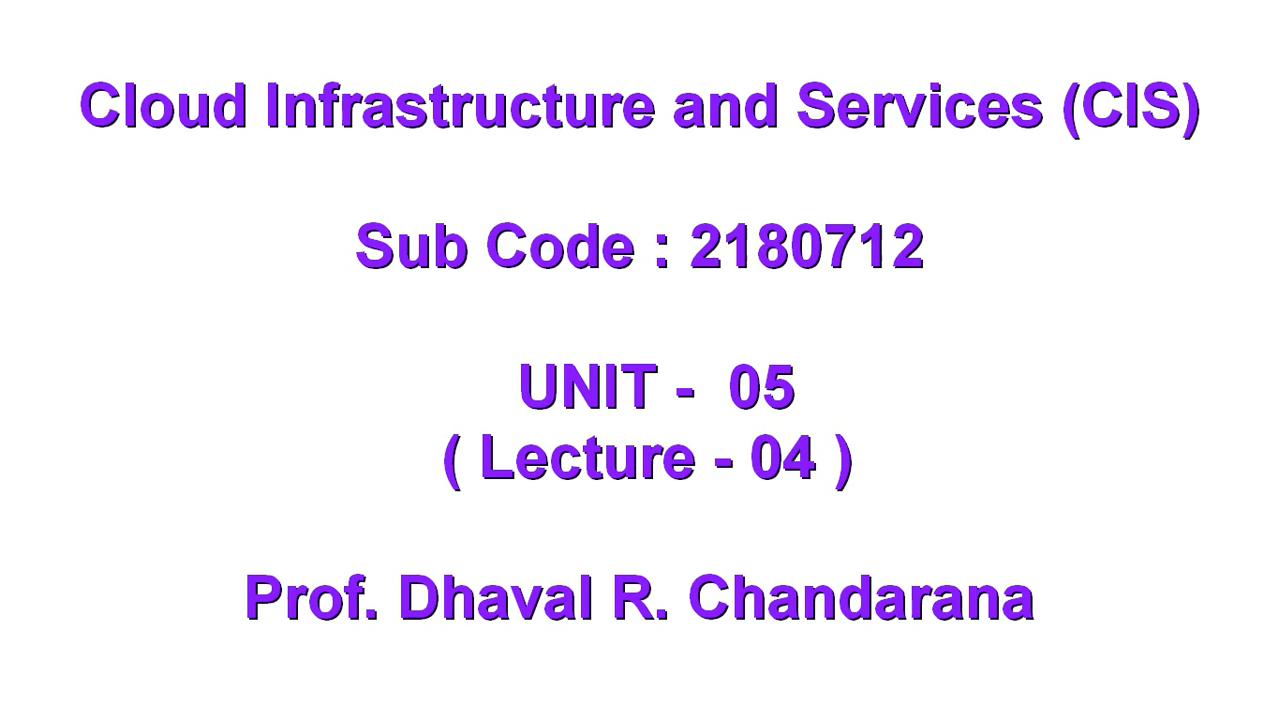 Cloud Infrastructure and Services (CIS)
Sub Code : 2180712
UNIT - 05
( Lecture - 04 )
Prof. Dhaval R. Chandarana